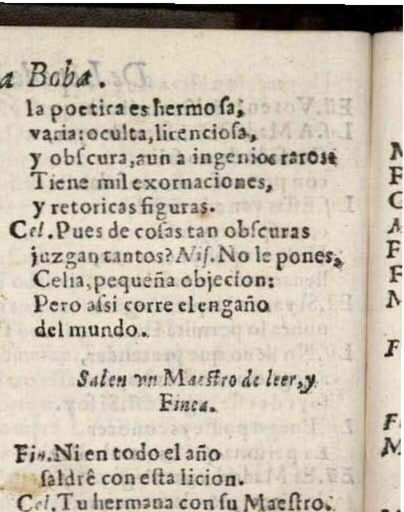 a Boba.
la poetica es hermosa,
varia: oculta, licenciosa,
y obscura, aun a ingenios raros:
Tiene mil exornaciones,
y retoricas figuras.
Cel. Pues de cosas tan obscuras
juzgan tantos? Nis. No le pones,
Celia, pequeña objecion:
Pero assi corre el engaño
del mundo.
Salen vn Maestro de leer, y
Finea.
Fin. Ni en todo el año
saldrè con esta licion.
Cel. Tu hermana con su Maestro.